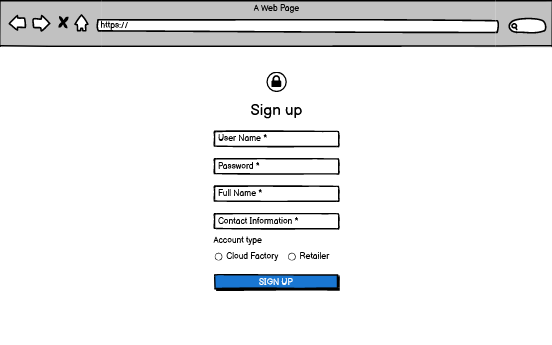 A Web Page
https://
Sign up
User Name *
Password *
Full Name *
Contact Information *
Account type
Cloud Factory Retailer
SIGN UP